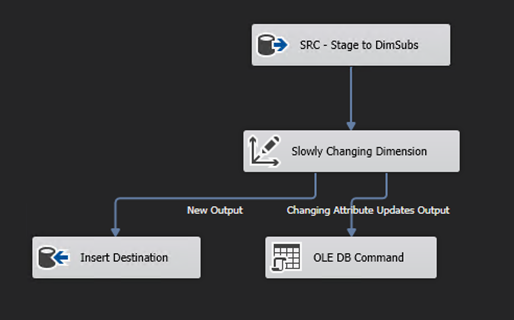 SRC - Stage to DimSubs
Slowly Changing Dimension
New Output
Changing Attribute Updates Output
Insert Destination
OLE DB Command